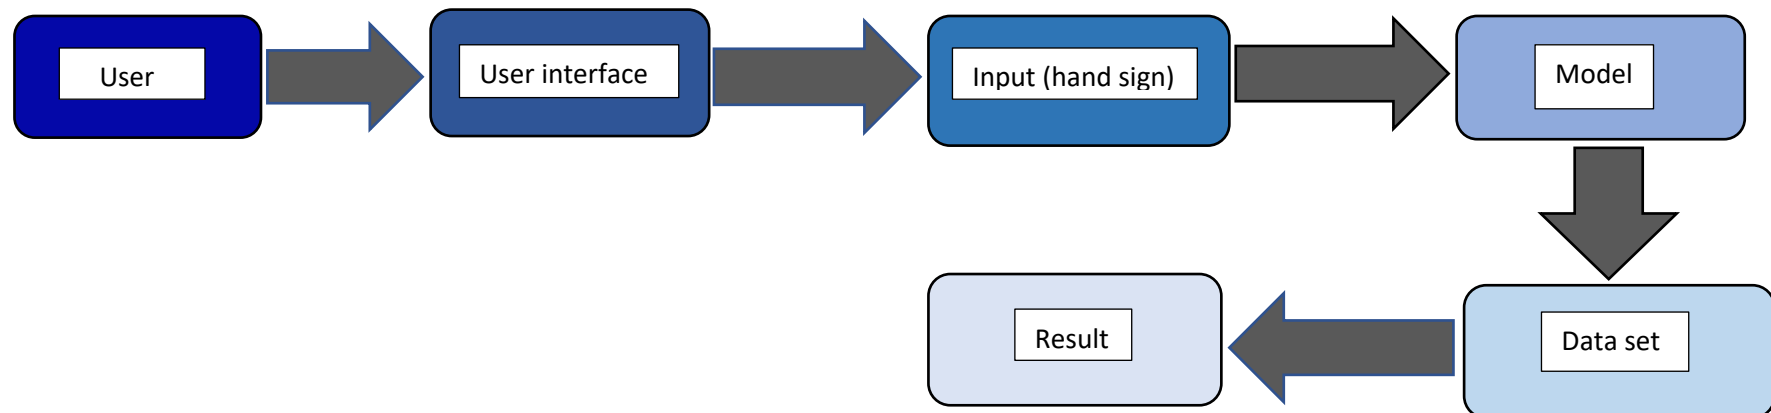 User
User interface
Input (hand sign)
Model
Data set
Result